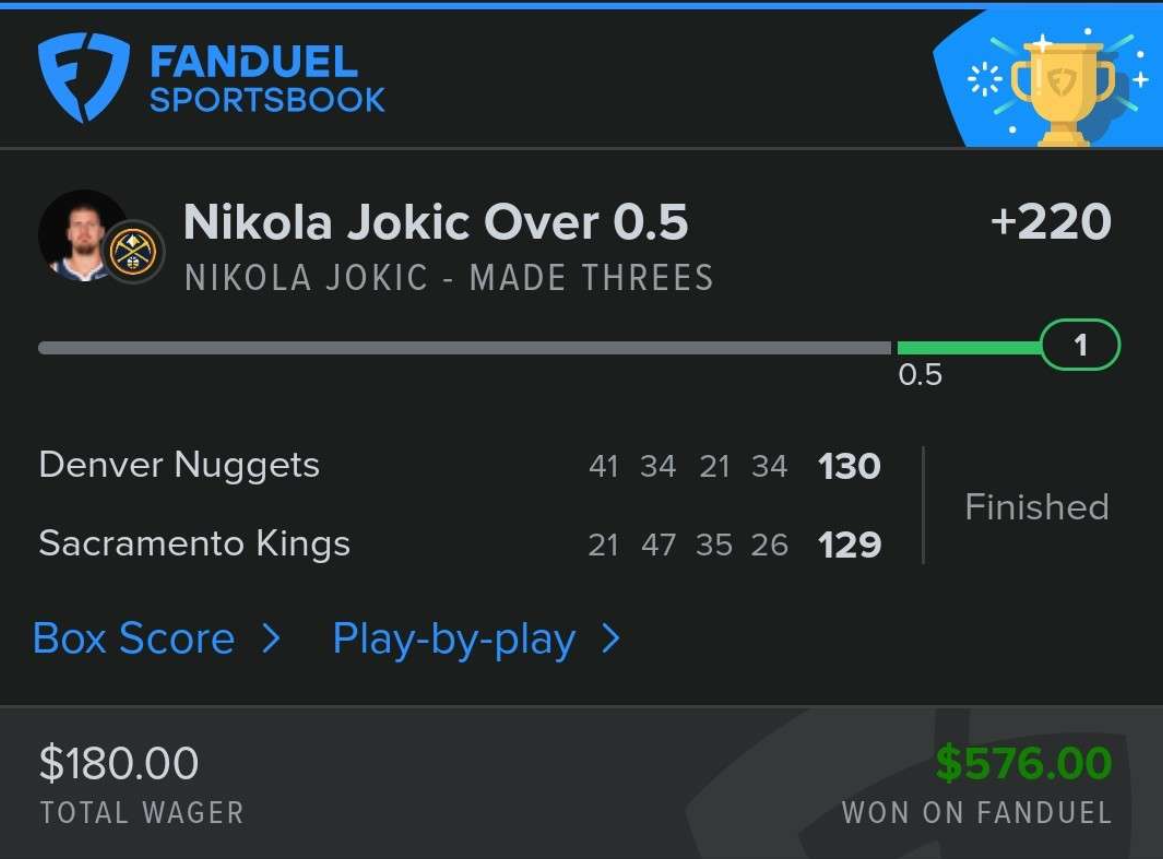 FANDUEL
SPORTSBOOK
Nikola Jokic Over 0.5 +220
NIKOLA JOKIC - MADE THREES
1
0.5
Denver Nuggets 41 34 21 34 130
Finished
Sacramento Kings 21 47 35 26 129
Box Score > Play-by-play >
$180.00 $576.00
TOTAL WAGER WON ON FANDUEL